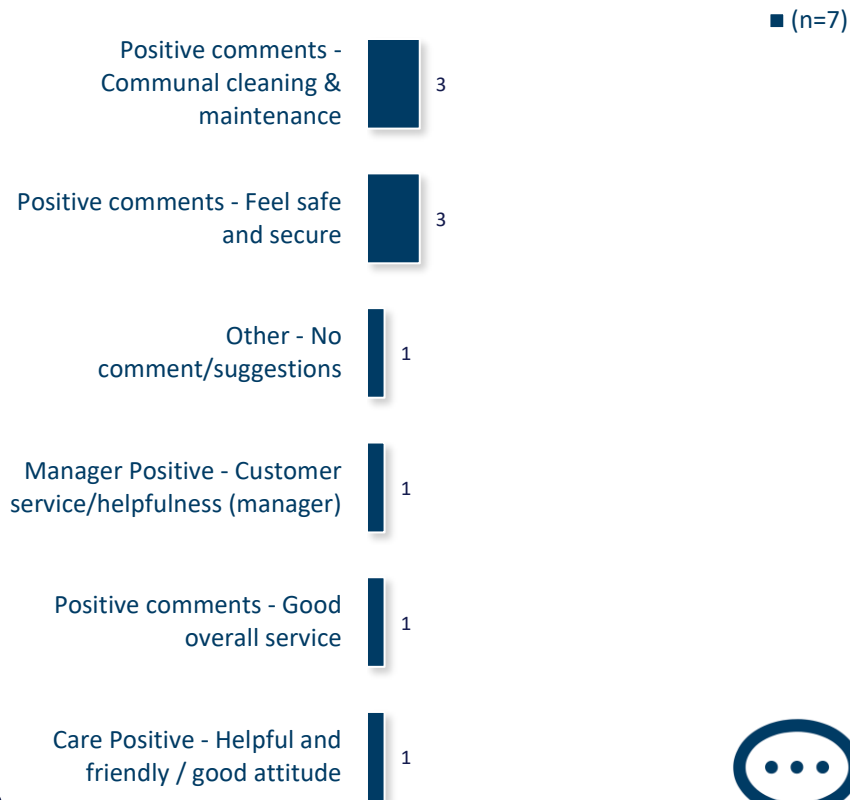 (n=7)
Positive comments -
Communal cleaning &
maintenance
3
Positive comments - Feel safe
and secure
3
Other - No
comment/suggestions
1
Manager Positive - Customer
service/helpfulness (manager)
1
Positive comments - Good
overall service
1
Care Positive - Helpful and
friendly / good attitude
1